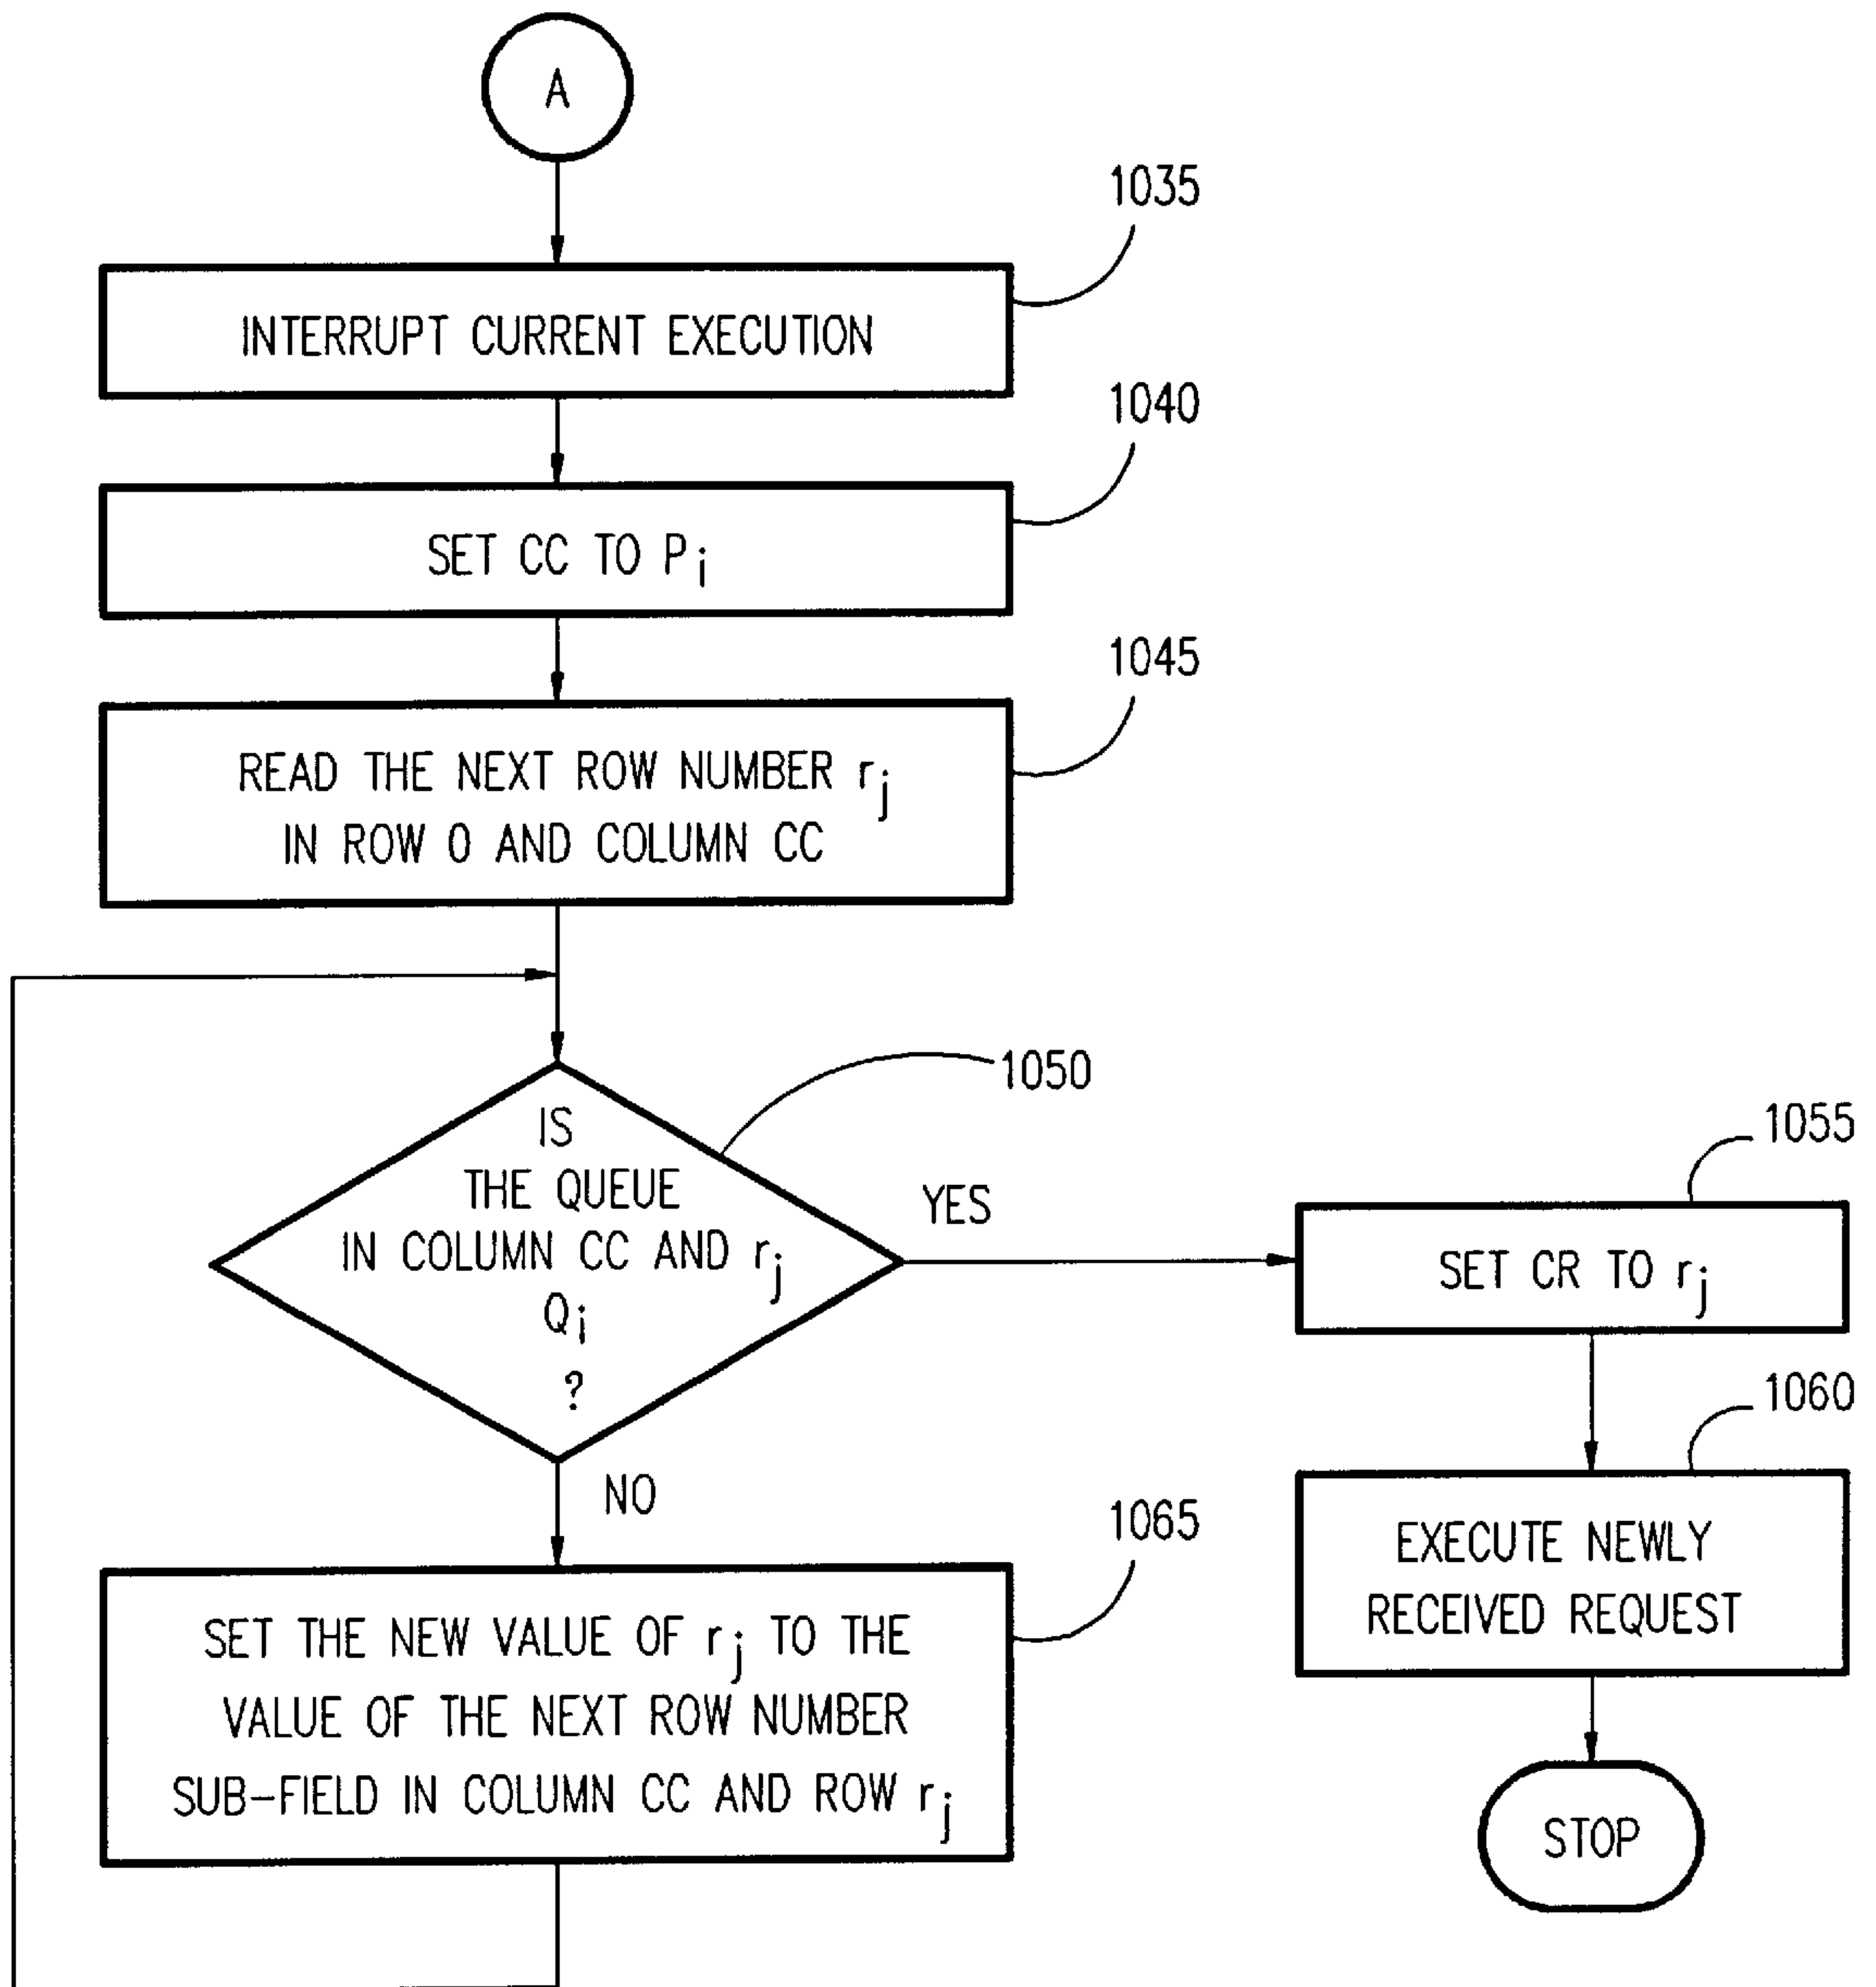 A
1035
INTERRUPT CURRENT EXECUTION
1040
SET CC TO Pi
1045
READ THE NEXT ROW NUMBER rj
IN ROW 0 AND COLUMN CC
1050
IS
THE QUEUE
IN COLUMN CC AND rj
Qi
?
YES
1055
SET CR TO rj
1060
EXECUTE NEWLY
RECEIVED REQUEST
STOP
NO
1065
SET THE NEW VALUE OF rj TO THE
VALUE OF THE NEXT ROW NUMBER
SUB-FIELD IN COLUMN CC AND ROW rj